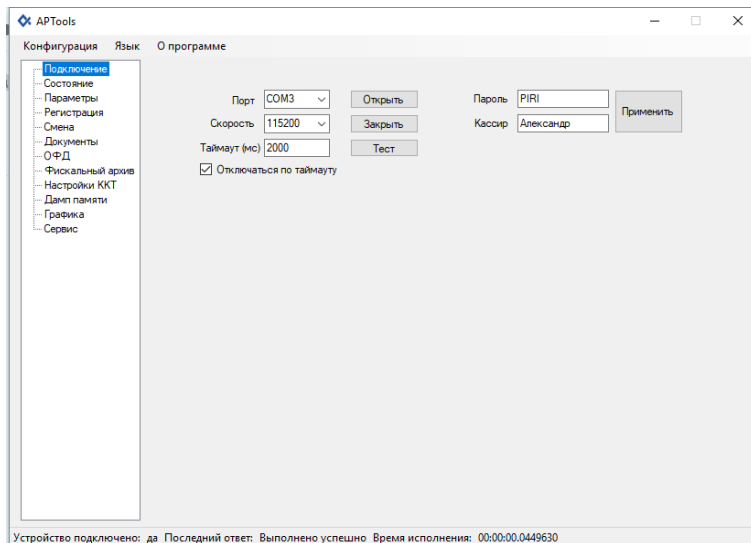 APTools
Конфигурация Язык О программе
Подключение
Состояние
Параметры
Регистрация
Смена
Документы
ОФД
Фискальный архив
Настройки ККТ
Дамп памяти
Графика
Сервис
Порт COM3 Открыть Пароль PIRI Применить
Скорость 115200 Закрыть Кассир Александр
Таймаут (мс) 2000 Тест
Отключаться по таймауту
Устройство подключено: да Последний ответ: Выполнено успешно Время исполнения: 00:00:00.0449630